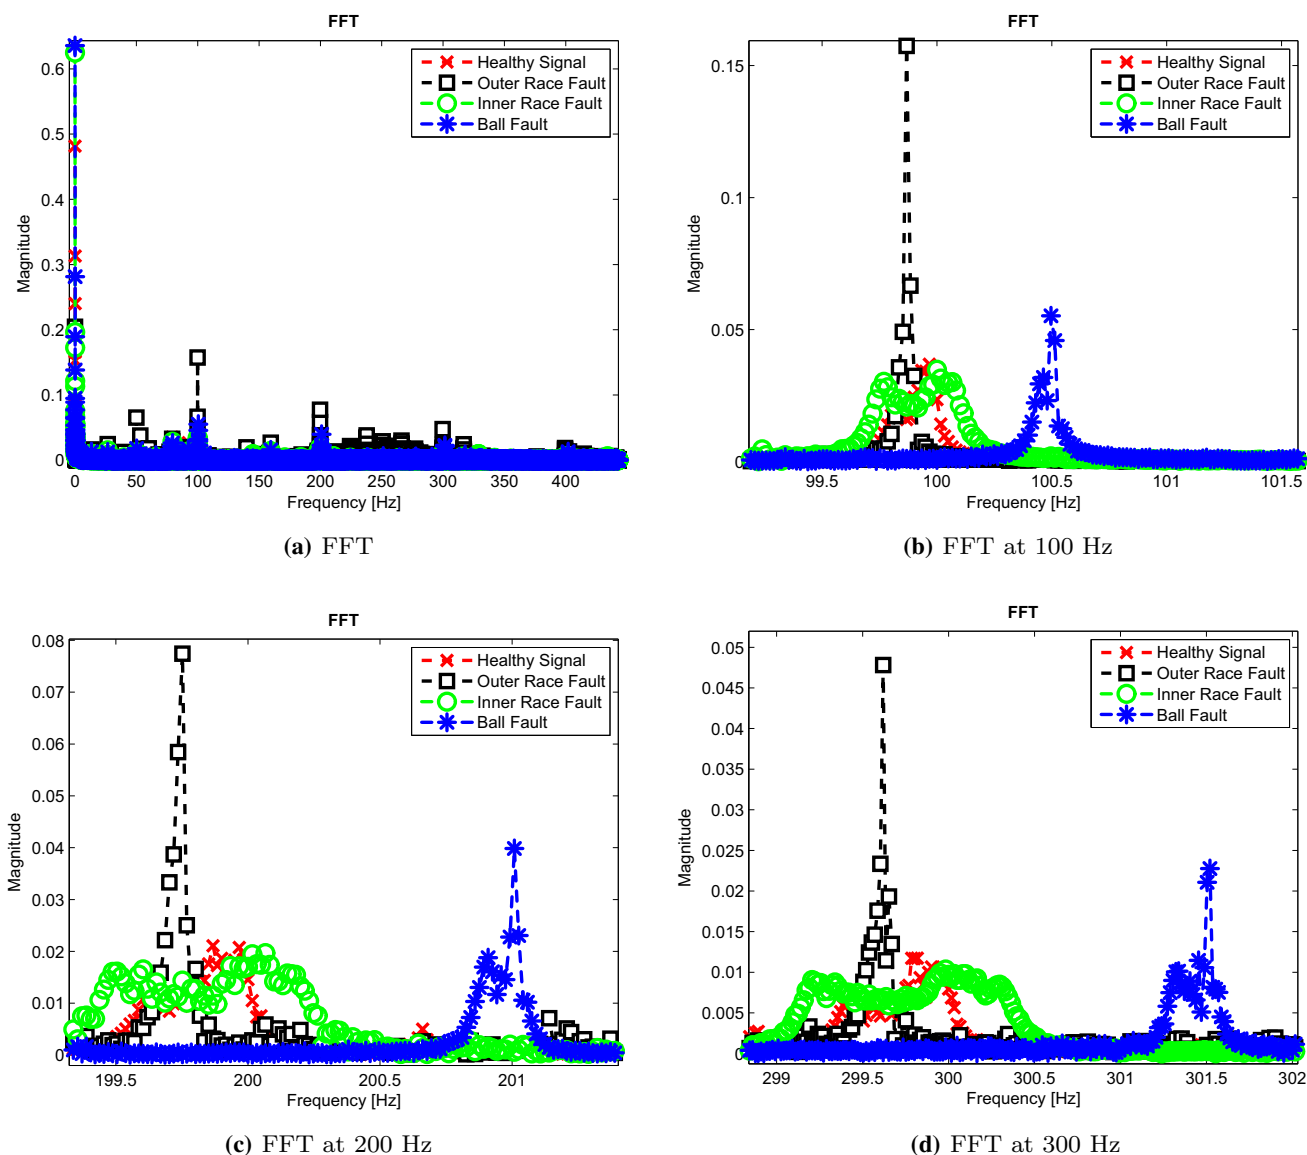 FFT
Healthy Signal
Outer Race Fault
Inner Race Fault
Ball Fault
Magnitude
0.6
0.5
0.4
0.3
0.2
0.1
0
0 50 100 150 200 250 300 350 400
Frequency [Hz]
(a) FFT
FFT
Healthy Signal
Outer Race Fault
Inner Race Fault
Ball Fault
Magnitude
0.15
0.1
0.05
0
99.5 100 100.5 101 101.5
Frequency [Hz]
(b) FFT at 100 Hz
FFT
Healthy Signal
Outer Race Fault
Inner Race Fault
Ball Fault
Magnitude
0.08
0.07
0.06
0.05
0.04
0.03
0.02
0.01
0
199.5 200 200.5 201
Frequency [Hz]
(c) FFT at 200 Hz
FFT
Healthy Signal
Outer Race Fault
Inner Race Fault
Ball Fault
Magnitude
0.05
0.045
0.04
0.035
0.03
0.025
0.02
0.015
0.01
0.005
0
299 299.5 300 300.5 301 301.5 302
Frequency [Hz]
(d) FFT at 300 Hz